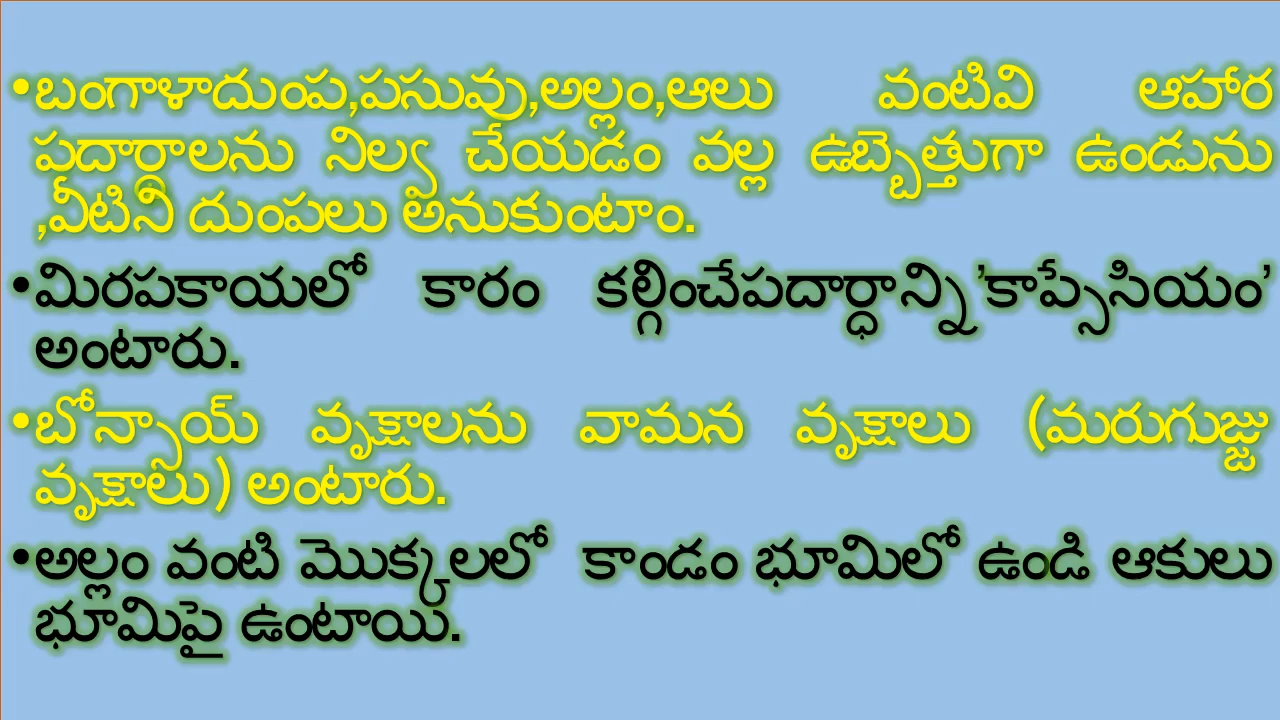 •బంగాళాదుంప,పసువు,అల్లం,ఆలు వంటివి ఆహార
పదార్ధాలను నిల్వ చేయడం వల్ల ఉబ్బెత్తుగా ఉండును
,వీటిని దుంపలు అనుకుంటాం.
•మిరపకాయలో కారం కల్గించేపదార్ధాన్ని ’కాప్సేసియం’
అంటారు.
•బోన్సాయ్ వృక్షాలను వామన వృక్షాలు (మరుగుజ్జు
వృక్షాలు) అంటారు.
•అల్లం వంటి మొక్కలలో కాండం భూమిలో ఉండి ఆకులు
భూమిపై ఉంటాయి.